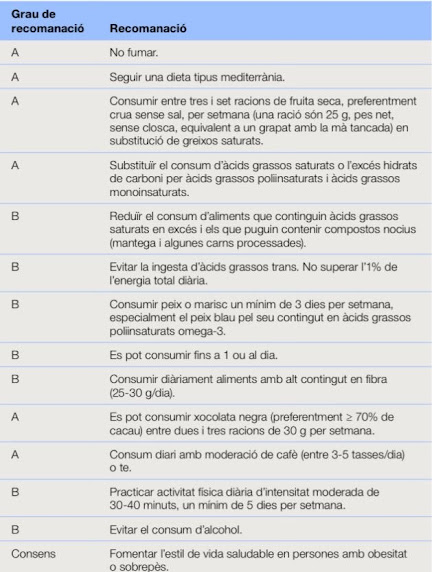 Grau de
recomanació
Recomanació
A
No fumar.
A
Seguir una dieta tipus mediterrània.
A
Consumir entre tres i set racions de fruita seca, preferentment
crua sense sal, per setmana (una ració són 25 g, pes net,
sense closca, equivalent a un grapat amb la mà tancada) en
substitució de greixos saturats.
A
Substituïr el consum d’àcids grassos saturats o l’excés hidrats
de carboni per àcids grassos poliinsaturats i àcids grassos
monoinsaturats.
B
Reduïr el consum d’aliments que continguin àcids grassos
saturats en excés i els que puguin contenir compostos nocius
(mantega i algunes carns processades).
B
Evitar la ingesta d’àcids grassos trans. No superar l’1% de
l’energia total diària.
B
Consumir peix o marisc un mínim de 3 dies per setmana,
especialment el peix blau pel seu contingut en àcids grassos
poliinsaturats omega-3.
B
Es pot consumir fins a 1 ou al dia.
B
Consumir diàriament aliments amb alt contingut en fibra
(25-30 g/dia).
A
Es pot consumir xocolata negra (preferentment ≥ 70% de
cacau) entre dues i tres racions de 30 g per setmana.
A
Consum diari amb moderació de cafè (entre 3-5 tasses/dia)
o te.
B
Practicar activitat física diària d’intensitat moderada de
30-40 minuts, un mínim de 5 dies per setmana.
B
Evitar el consum d’alcohol.
Consens
Fomentar l’estil de vida saludable en persones amb obesitat
o sobrepès.